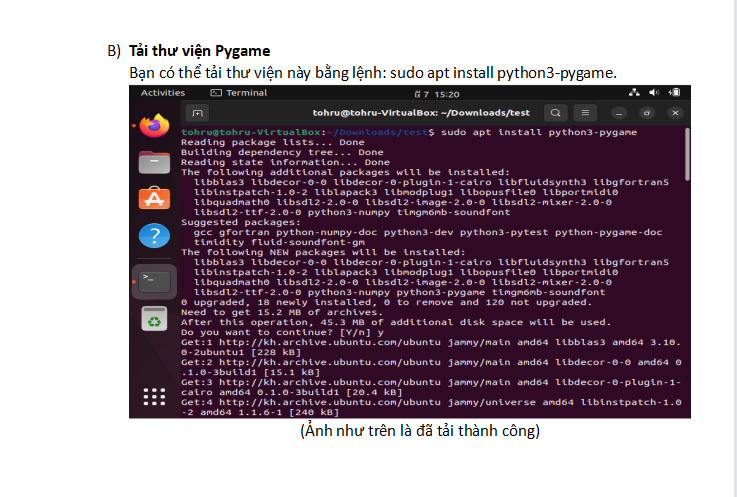 B) Tải thư viện Pygame
Bạn có thể tải thư viện này bằng lệnh: sudo apt install python3-pygame.
Activities Terminal 7 15:20
tohru@tohru-VirtualBox: ~/Downloads/test
tohru@tohru-VirtualBox:~/Downloads/test$ sudo apt install python3-pygame
Reading package lists... Done
Building dependency tree... Done
Reading state information... Done
The following additional packages will be installed:
libblas3 libdecor-0-0 libdecor-0-plugin-1-cairo libfluidsynth3 libgfortran5
libinstpatch-1.0-2 liblapack3 libmodplug1 libopusfile0 libportmidi0
libquadmath0 libsdl2-2.0-0 libsdl2-image-2.0-0 libsdl2-mixer-2.0-0
libsdl2-ttf-2.0-0 python3-numpy timgm6mb-soundfont
Suggested packages:
gcc gfortran python-numpy-doc python3-dev python3-pytest python-pygame-doc
timidity fluid-soundfont-gm
The following NEW packages will be installed:
libblas3 libdecor-0-0 libdecor-0-plugin-1-cairo libfluidsynth3 libgfortran5
libinstpatch-1.0-2 liblapack3 libmodplug1 libopusfile0 libportmidi0
libquadmath0 libsdl2-2.0-0 libsdl2-image-2.0-0 libsdl2-mixer-2.0-0
libsdl2-ttf-2.0-0 python3-numpy python3-pygame timgm6mb-soundfont
0 upgraded, 18 newly installed, 0 to remove and 120 not upgraded.
Need to get 15.2 MB of archives.
After this operation, 45.3 MB of additional disk space will be used.
Do you want to continue? [Y/n] y
Get:1 http://kh.archive.ubuntu.com/ubuntu jammy/main amd64 libblas3 amd64 3.10.
0-2ubuntu1 [228 kB]
Get:2 http://kh.archive.ubuntu.com/ubuntu jammy/main amd64 libdecor-0-0 amd64 0
.1.0-3build1 [15.1 kB]
Get:3 http://kh.archive.ubuntu.com/ubuntu jammy/main amd64 libdecor-0-plugin-1-
cairo amd64 0.1.0-3build1 [20.4 kB]
Get:4 http://kh.archive.ubuntu.com/ubuntu jammy/universe amd64 libinstpatch-1.0
-2 amd64 1.1.6-1 [240 kB]
(Ảnh như trên là đã tải thành công)